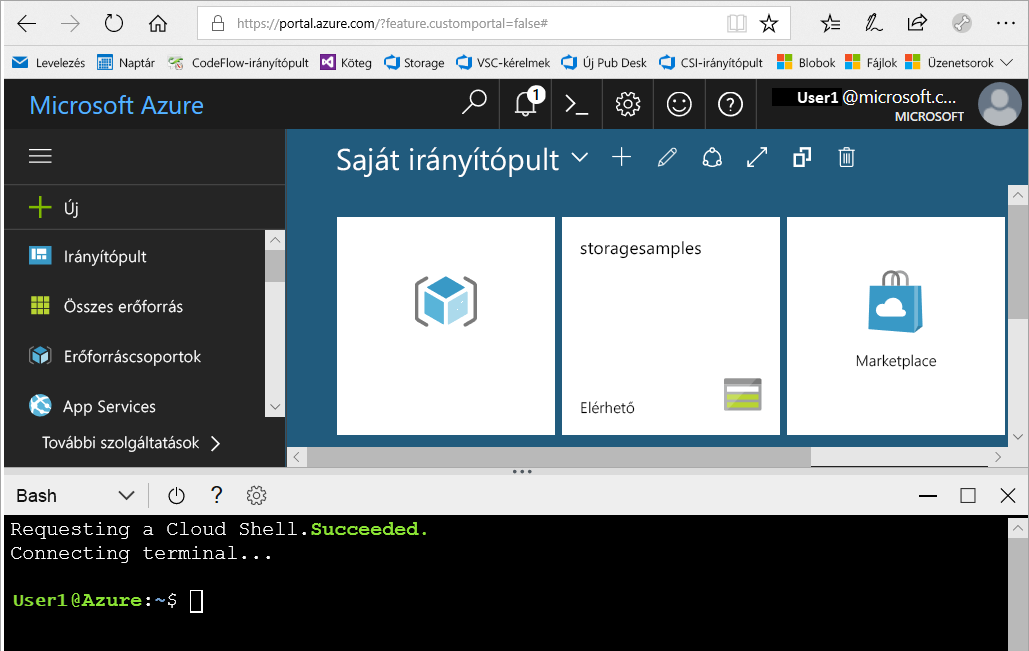 https://portal.azure.com/?feature.customportal=false#
Levelezés Naptár CodeFlow-irányítópult Köteg Storage VSC-kérelmek Új Pub Desk CSI-irányítópult Blobok Fájlok Üzenetsorok
Microsoft Azure 1 User1 @microsoft.c...
MICROSOFT
Saját irányítópult
Új
Irányítópult
Összes erőforrás
Erőforráscsoportok
App Services
További szolgáltatások
storagesamples
Elérhető
Marketplace
Bash ?
Requesting a Cloud Shell.Succeeded.
Connecting terminal...
User1@Azure:~$